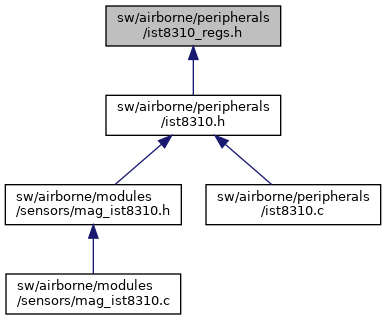 sw/airborne/peripherals
/ist8310_regs.h
sw/airborne/peripherals
/ist8310.h
sw/airborne/modules
/sensors/mag_ist8310.h
sw/airborne/peripherals
/ist8310.c
sw/airborne/modules
/sensors/mag_ist8310.c